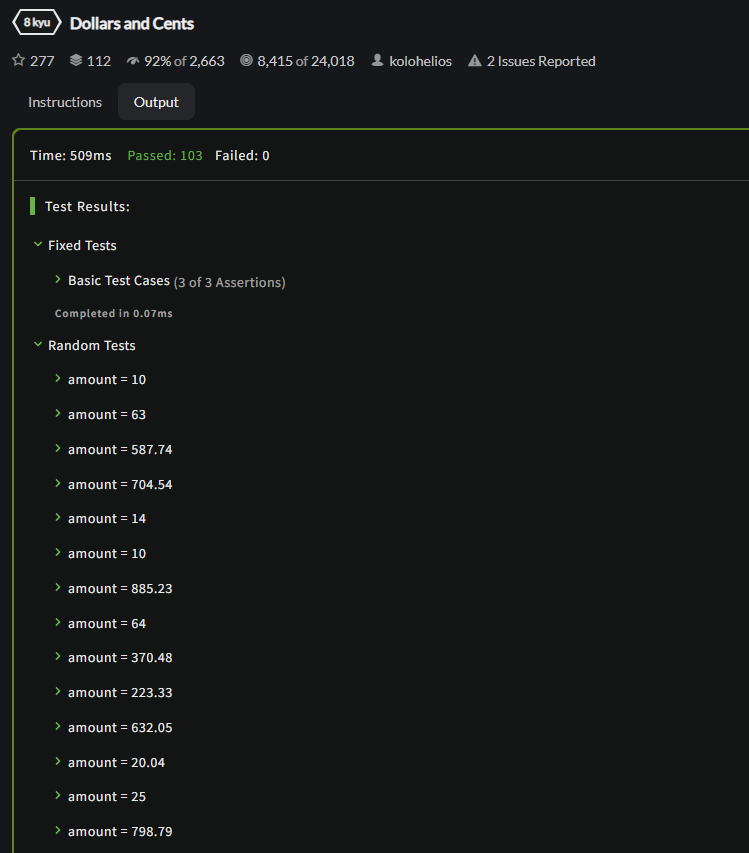 8 kyu Dollars and Cents
277 112 92% of 2,663 8,415 of 24,018 kolohelios 2 Issues Reported
Instructions Output
Time: 509ms Passed: 103 Failed: 0
Test Results:
Fixed Tests
Basic Test Cases (3 of 3 Assertions)
Completed in 0.07ms
Random Tests
amount = 10
amount = 63
amount = 587.74
amount = 704.54
amount = 14
amount = 10
amount = 885.23
amount = 64
amount = 370.48
amount = 223.33
amount = 632.05
amount = 20.04
amount = 25
amount = 798.79